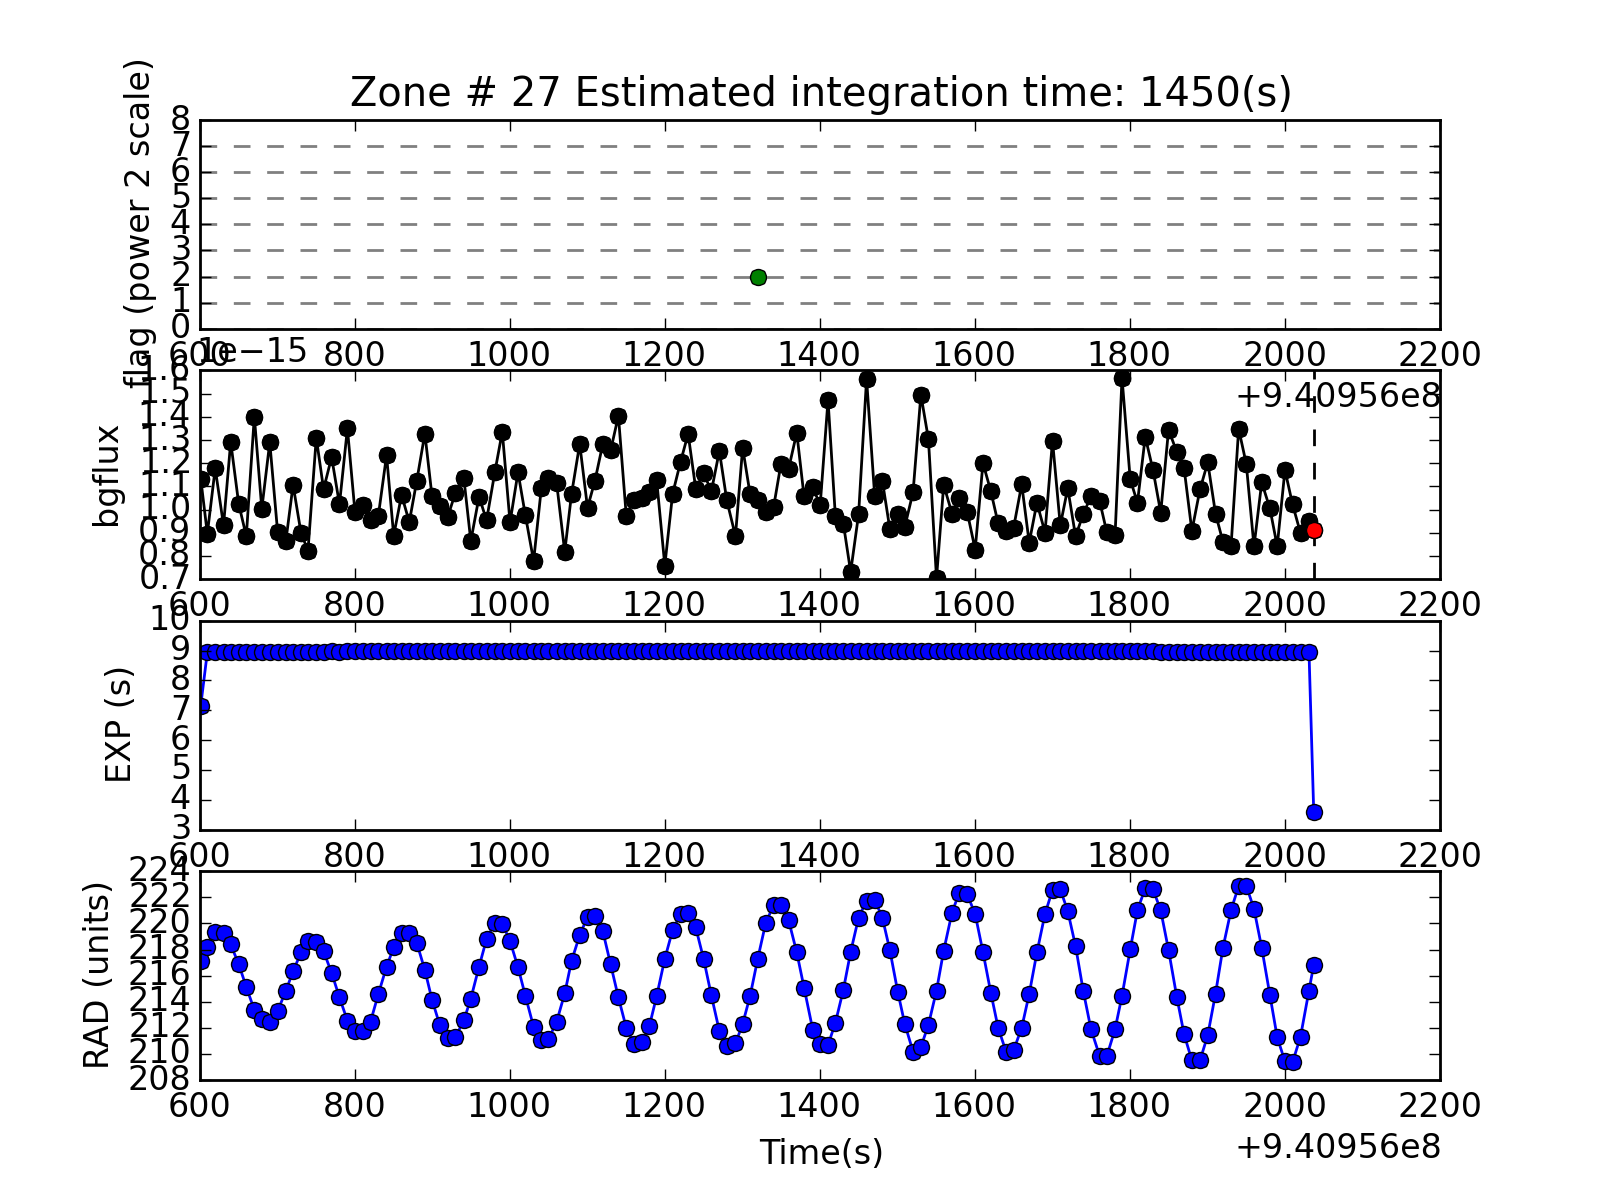 Zone # 27 Estimated integration time: 1450(s)
flag (power 2 scale)
8
7
6
5
4
3
2
1
0
600 800 1000 1200 1400 1600 1800 2000 2200
1e−15
+9.40956e8
bgflux
1.6
1.5
1.4
1.3
1.2
1.1
1.0
0.9
0.8
0.7
600 800 1000 1200 1400 1600 1800 2000 2200
EXP (s)
10
9
8
7
6
5
4
3
600 800 1000 1200 1400 1600 1800 2000 2200
RAD (units)
224
222
220
218
216
214
212
210
208
600 800 1000 1200 1400 1600 1800 2000 2200
Time(s)
+9.40956e8